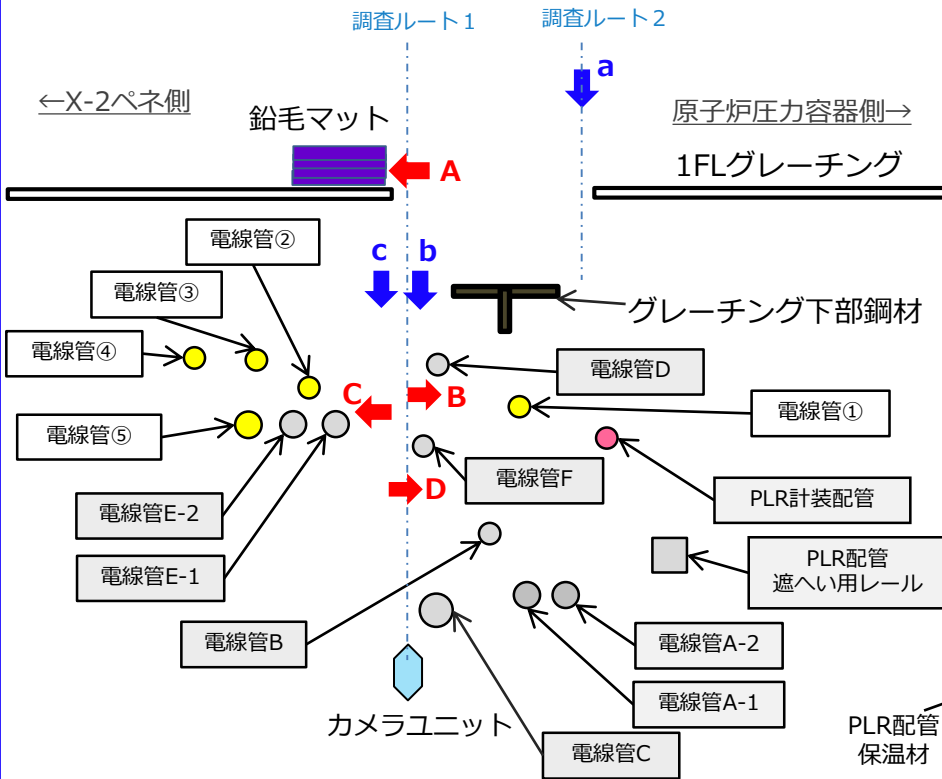 調査ルート1
調査ルート2
a
←X-2ペネ側
鉛毛マット
原子炉圧力容器側→
A
1FLグレーチング
電線管②
c
b
電線管③
グレーチング下部鋼材
電線管④
電線管D
C
B
電線管①
電線管⑤
電線管F
D
PLR計装配管
電線管E-2
電線管E-1
PLR配管
遮へい用レール
電線管B
電線管A-2
電線管A-1
カメラユニット
電線管C
PLR配管
保温材